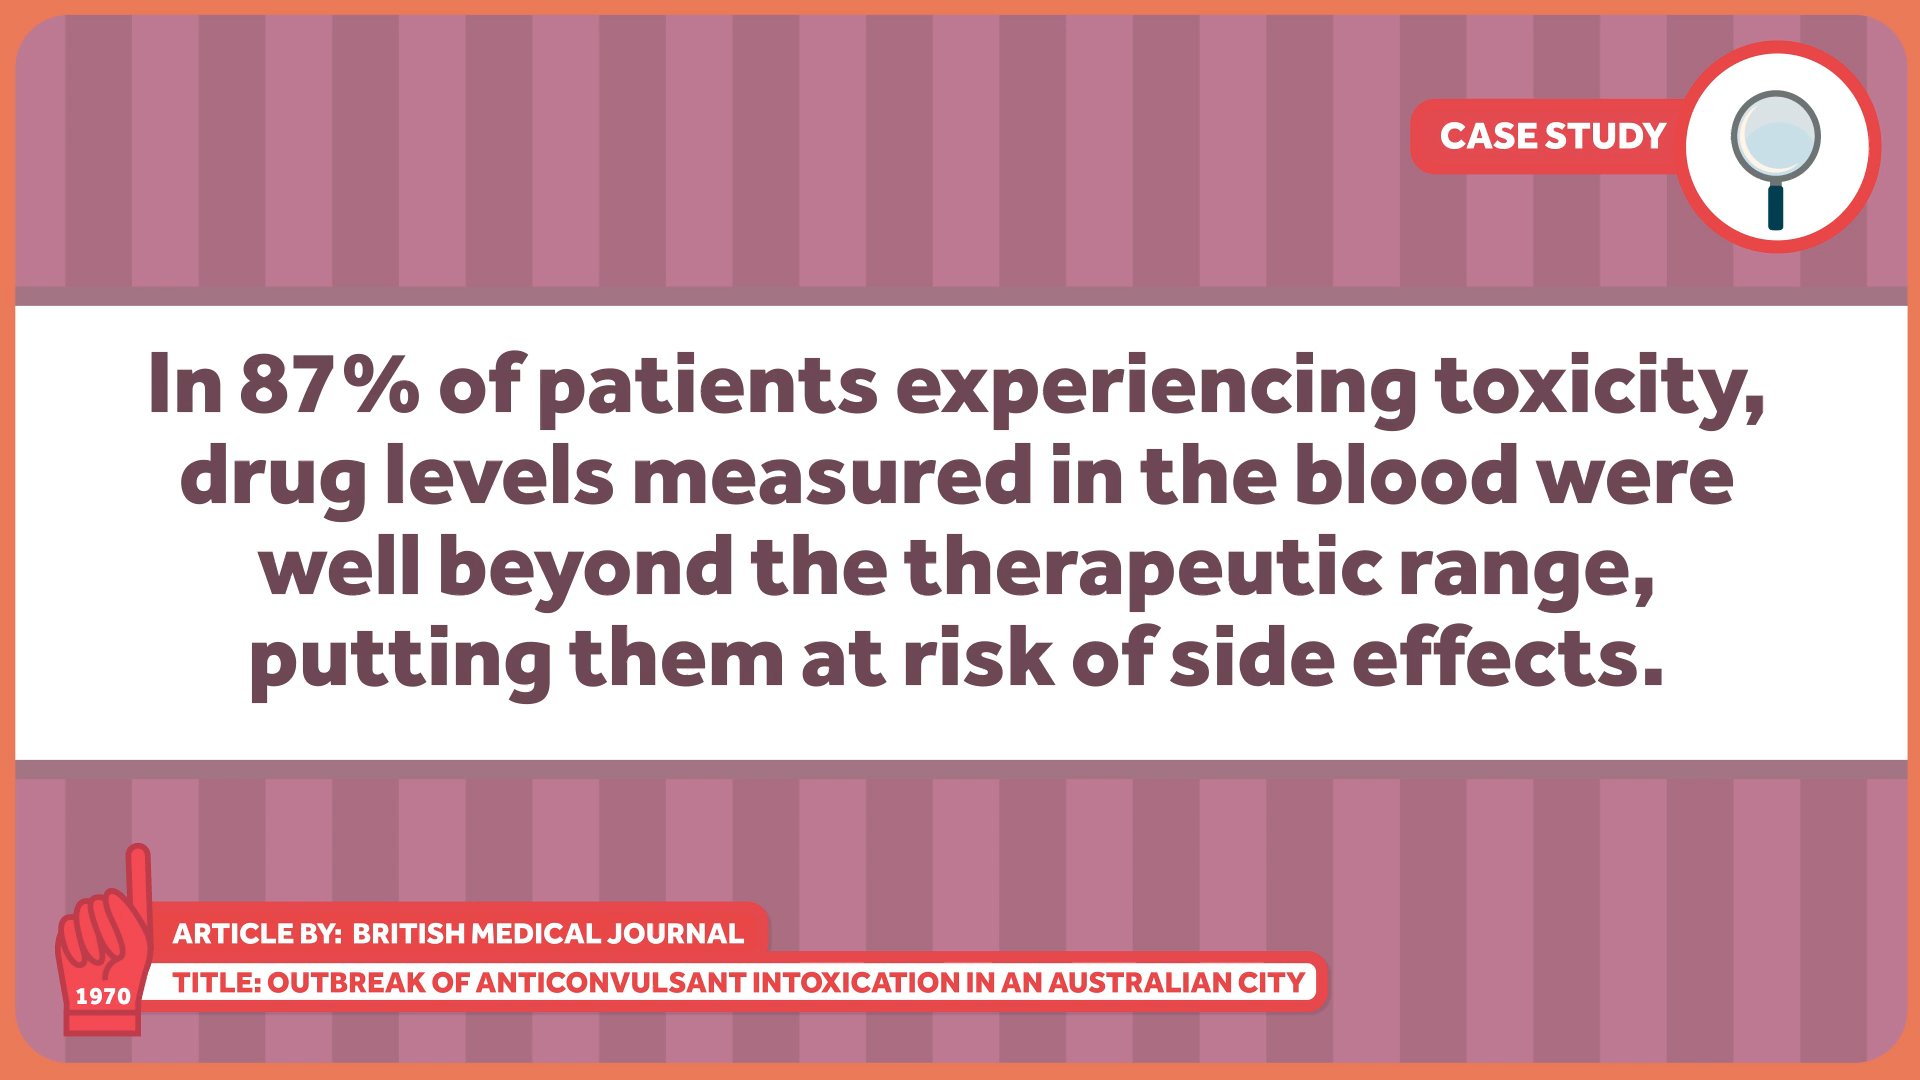 CASE STUDY
In 87% of patients experiencing toxicity,
drug levels measured in the blood were
well beyond the therapeutic range,
putting them at risk of side effects.
ARTICLE BY: BRITISH MEDICAL JOURNAL
TITLE: OUTBREAK OF ANTICONVULSANT INTOXICATION IN AN AUSTRALIAN CITY
1970